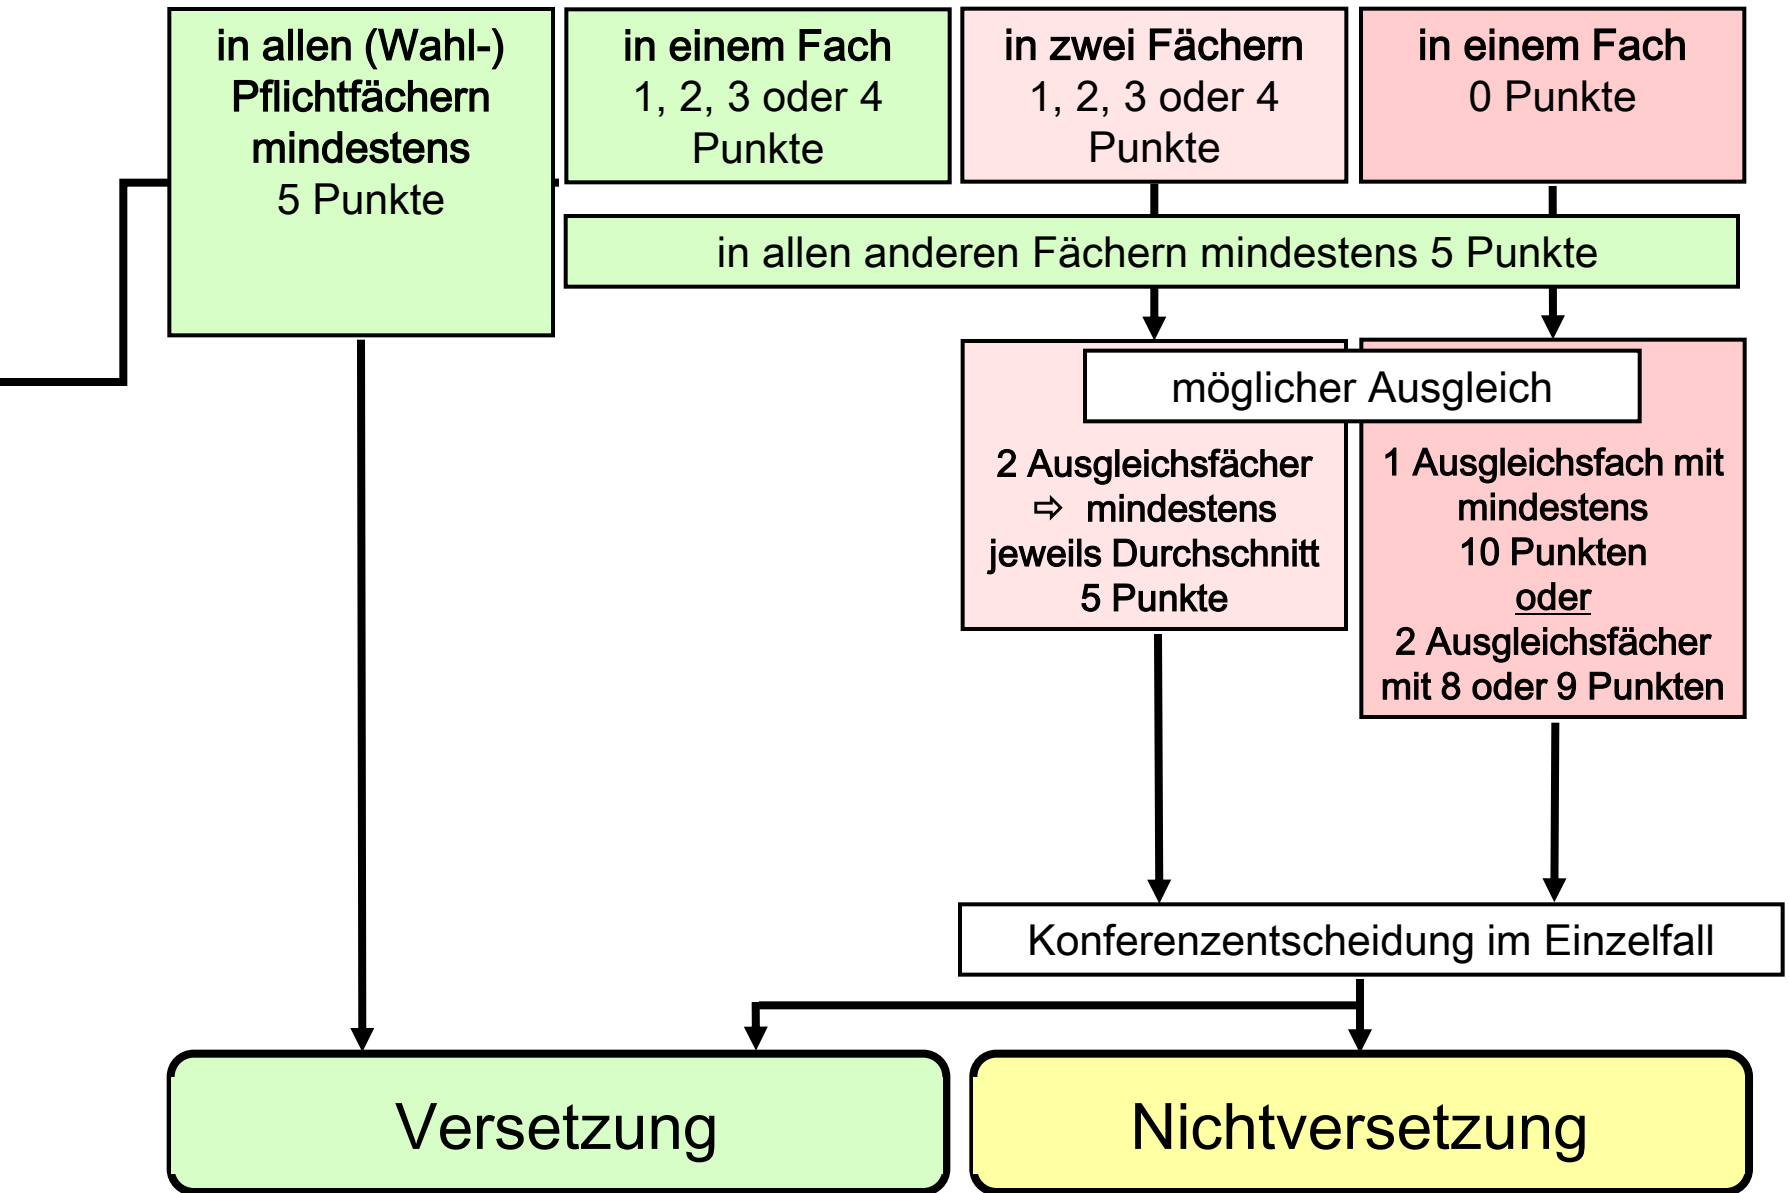 in allen (Wahl-)
Pflichtfächern
mindestens
5 Punkte
in einem Fach
1, 2, 3 oder 4
Punkte
in zwei Fächern
1, 2, 3 oder 4
Punkte
in einem Fach
0 Punkte
in allen anderen Fächern mindestens 5 Punkte
möglicher Ausgleich
2 Ausgleichsfächer
⇨ mindestens
jeweils Durchschnitt
5 Punkte
1 Ausgleichsfach mit
mindestens
10 Punkten
oder
2 Ausgleichsfächer
mit 8 oder 9 Punkten
Konferenzentscheidung im Einzelfall
Versetzung
Nichtversetzung